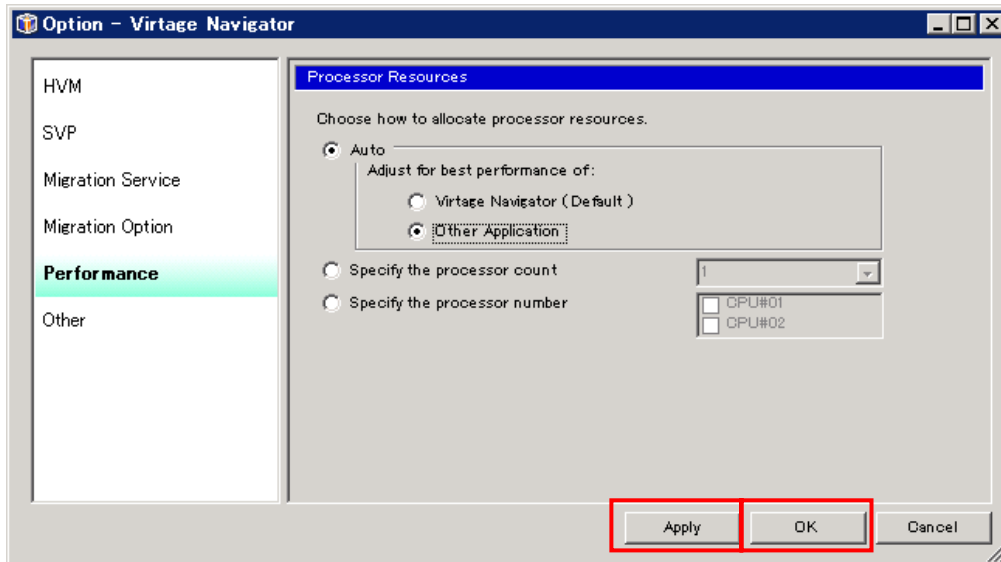 Option - Virtage Navigator
HVM
SVP
Migration Service
Migration Option
Performance
Other
Processor Resources
Choose how to allocate processor resources.
Auto
Adjust for best performance of:
Virtage Navigator ( Default )
Other Application
Specify the processor count
1
Specify the processor number
CPU#01
CPU#02
Apply
OK
Cancel